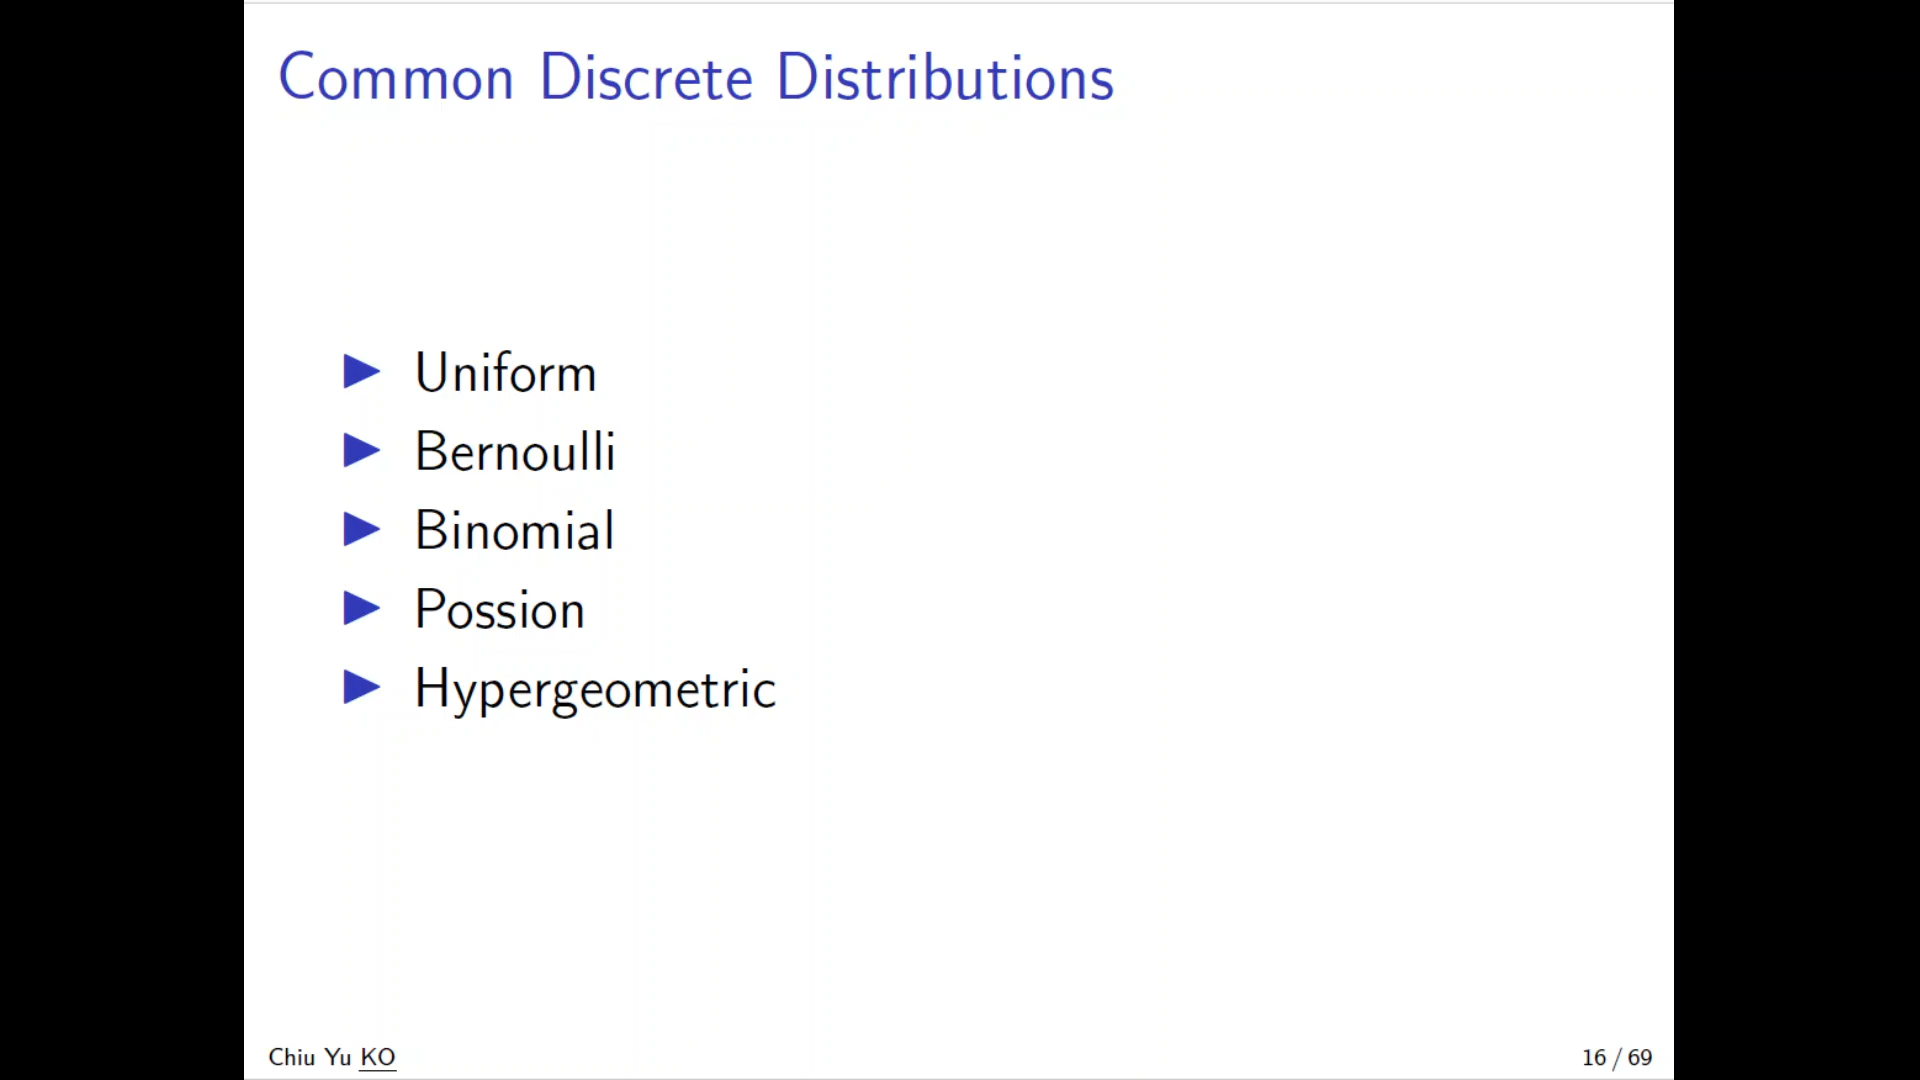 Common Discrete Distributions
Uniform
Bernoulli
Binomial
Possion
Hypergeometric
Chiu Yu KO
16 / 69